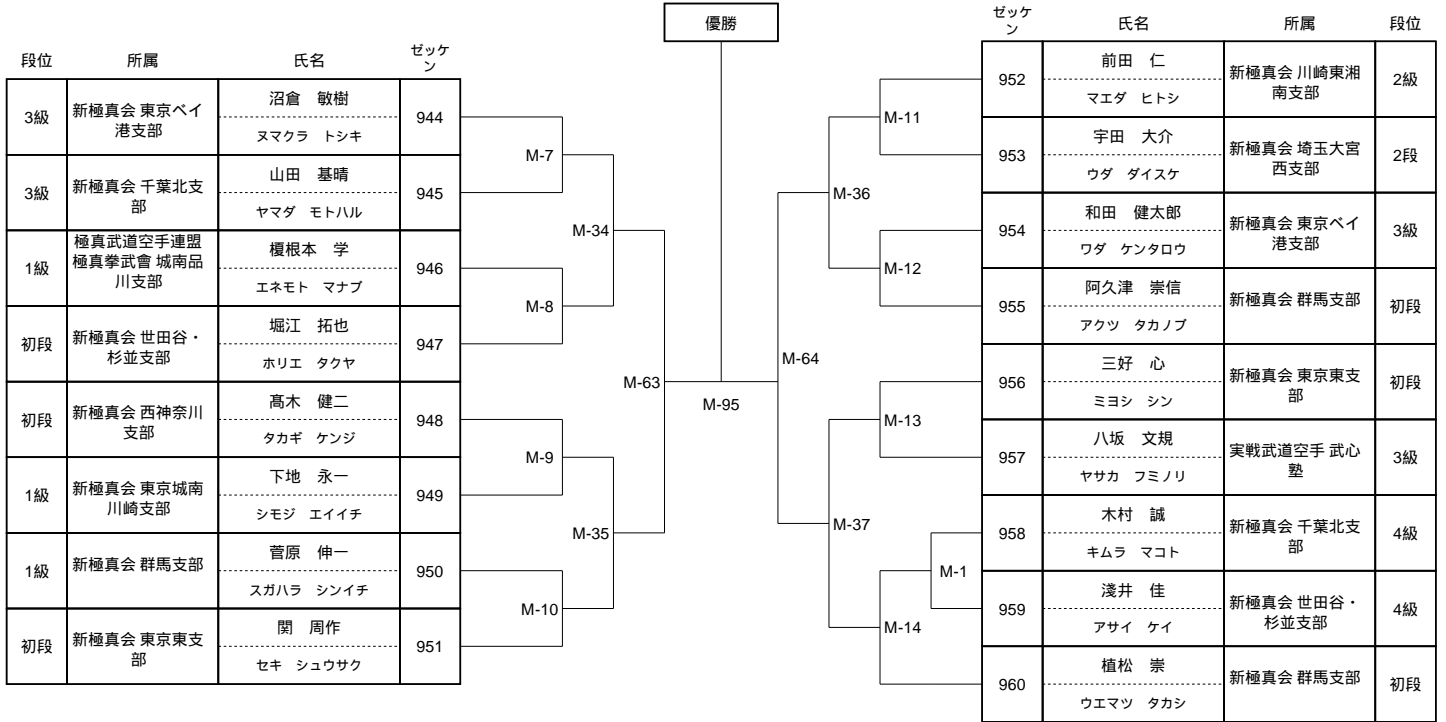 優勝
段位 所属 氏名 ゼッケ
ン
3級 新極真会 東京ベイ
港支部 沼倉 敏樹
ヌマクラ トシキ 944
3級 新極真会 千葉北支
部 山田 基晴
ヤマダ モトハル 945
1級 極真武道空手連盟
極真拳武會 城南品
川支部 榎根本 学
エネモト マナブ 946
初段 新極真会 世田谷・
杉並支部 堀江 拓也
ホリエ タクヤ 947
初段 新極真会 西神奈川
支部 髙木 健二
タカギ ケンジ 948
1級 新極真会 東京城南
川崎支部 下地 永一
シモジ エイイチ 949
1級 新極真会 群馬支部 菅原 伸一
スガハラ シンイチ 950
初段 新極真会 東京東支
部 関 周作
セキ シュウサク 951
M-7
M-34
M-8
M-63
M-9
M-35
M-10
M-95
M-64
M-11
M-36
M-12
M-13
M-37
M-1
M-14
ゼッケ
ン 氏名 所属 段位
952 前田 仁
マエダ ヒトシ 新極真会 川崎東湘
南支部 2級
953 宇田 大介
ウダ ダイスケ 新極真会 埼玉大宮
西支部 2段
954 和田 健太郎
ワダ ケンタロウ 新極真会 東京ベイ
港支部 3級
955 阿久津 崇信
アクツ タカノブ 新極真会 群馬支部 初段
956 三好 心
ミヨシ シン 新極真会 東京東支
部 初段
957 八坂 文規
ヤサカ フミノリ 実戦武道空手 武心
塾 3級
958 木村 誠
キムラ マコト 新極真会 千葉北支
部 4級
959 淺井 佳
アサイ ケイ 新極真会 世田谷・
杉並支部 4級
960 植松 崇
ウエマツ タカシ 新極真会 群馬支部 初段